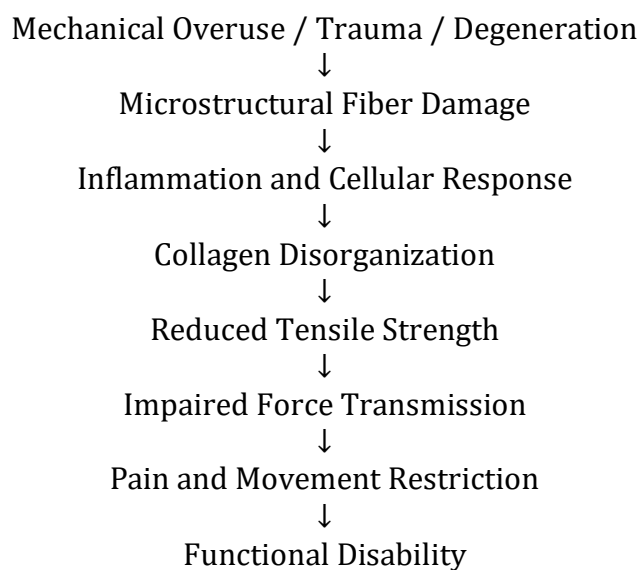 Mechanical Overuse / Trauma / Degeneration
↓
Microstructural Fiber Damage
↓
Inflammation and Cellular Response
↓
Collagen Disorganization
↓
Reduced Tensile Strength
↓
Impaired Force Transmission
↓
Pain and Movement Restriction
↓
Functional Disability